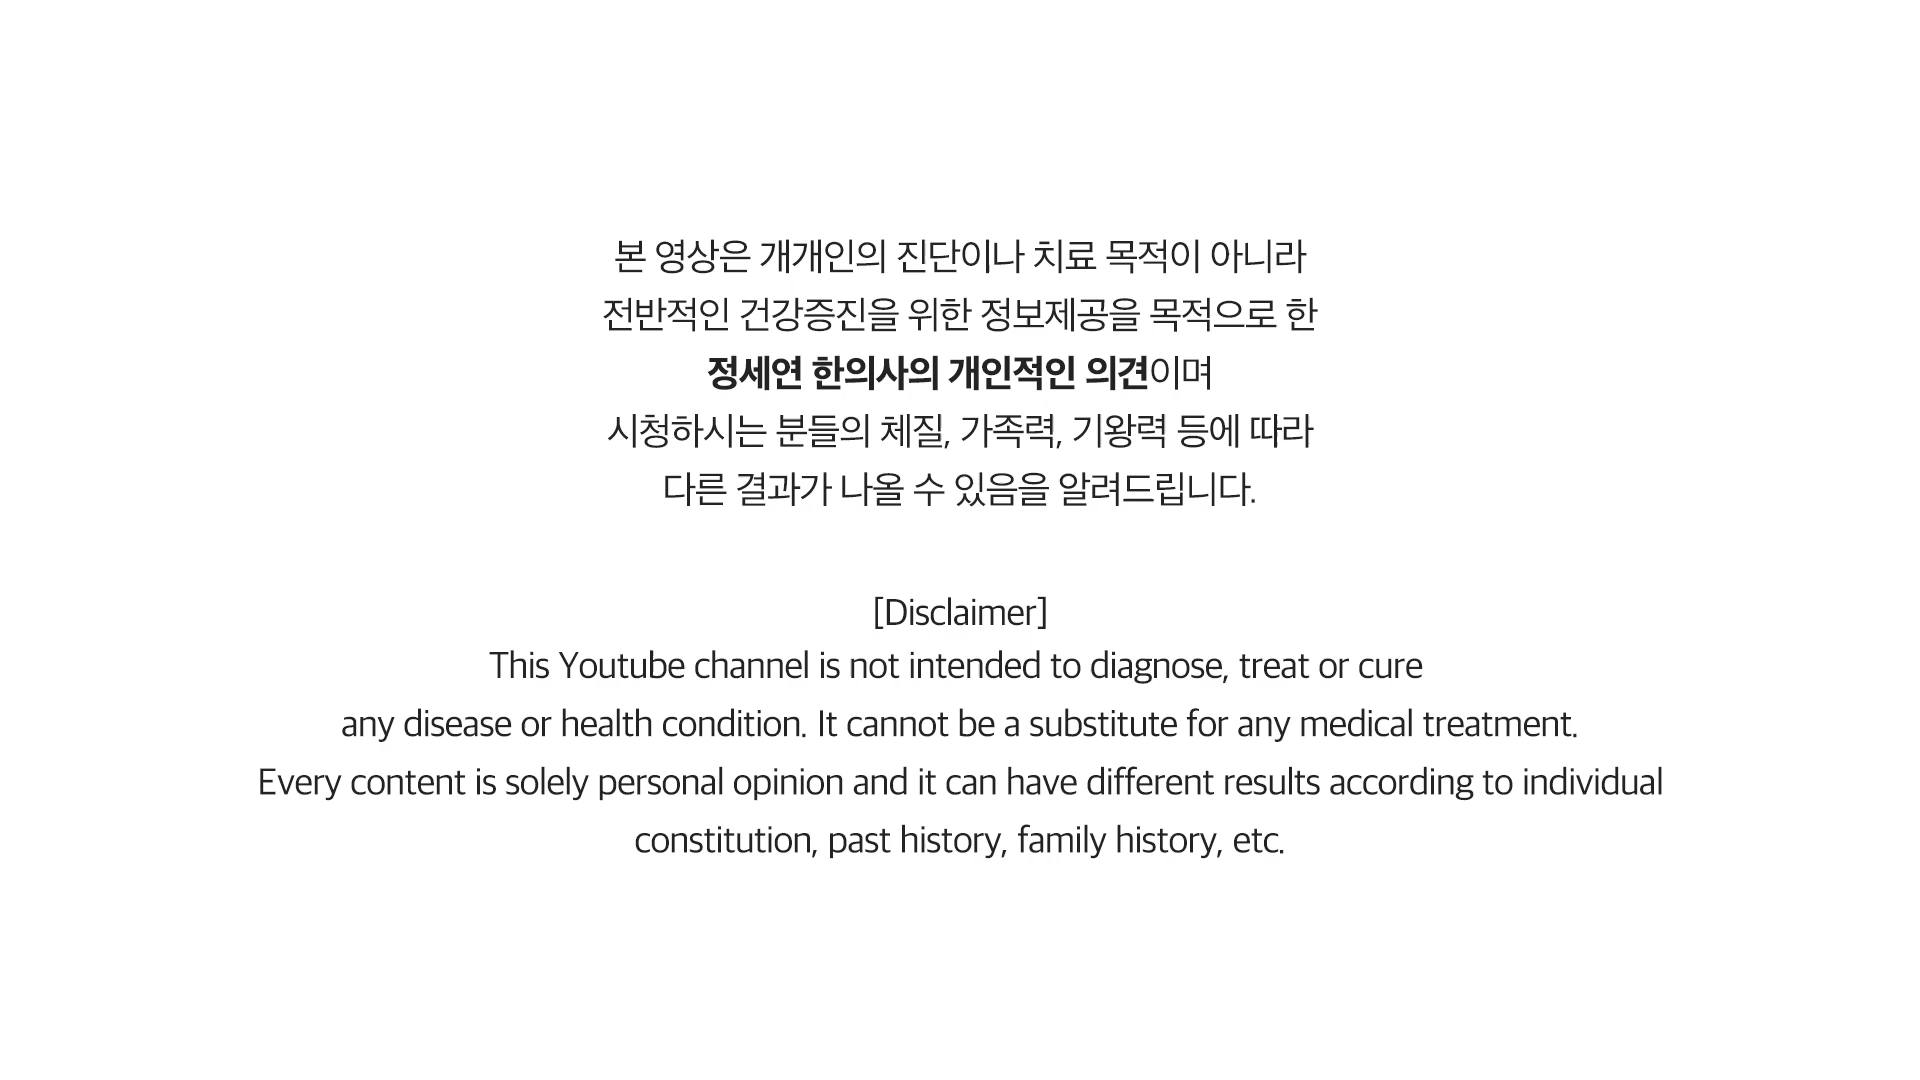 본 영상은 개개인의 진단이나 치료 목적이 아니라
전반적인 건강증진을 위한 정보제공을 목적으로 한
정세연 한의사의 개인적인 의견이며
시청하시는 분들의 체질, 가족력, 기왕력 등에 따라
다른 결과가 나올 수 있음을 알려드립니다.
[Disclaimer]
This Youtube channel is not intended to diagnose, treat or cure
any disease or health condition. It cannot be a substitute for any medical treatment.
Every content is solely personal opinion and it can have different results according to individual
constitution, past history, family history, etc.